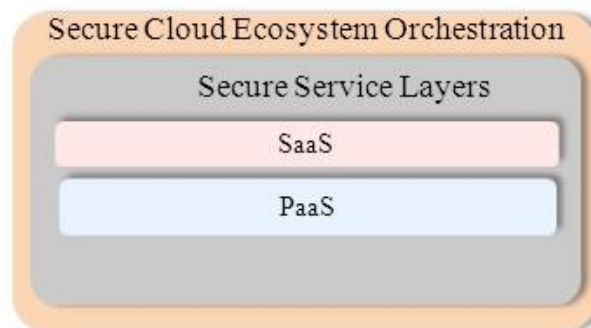 Secure Cloud Ecosystem Orchestration
Secure Service Layers
SaaS
PaaS